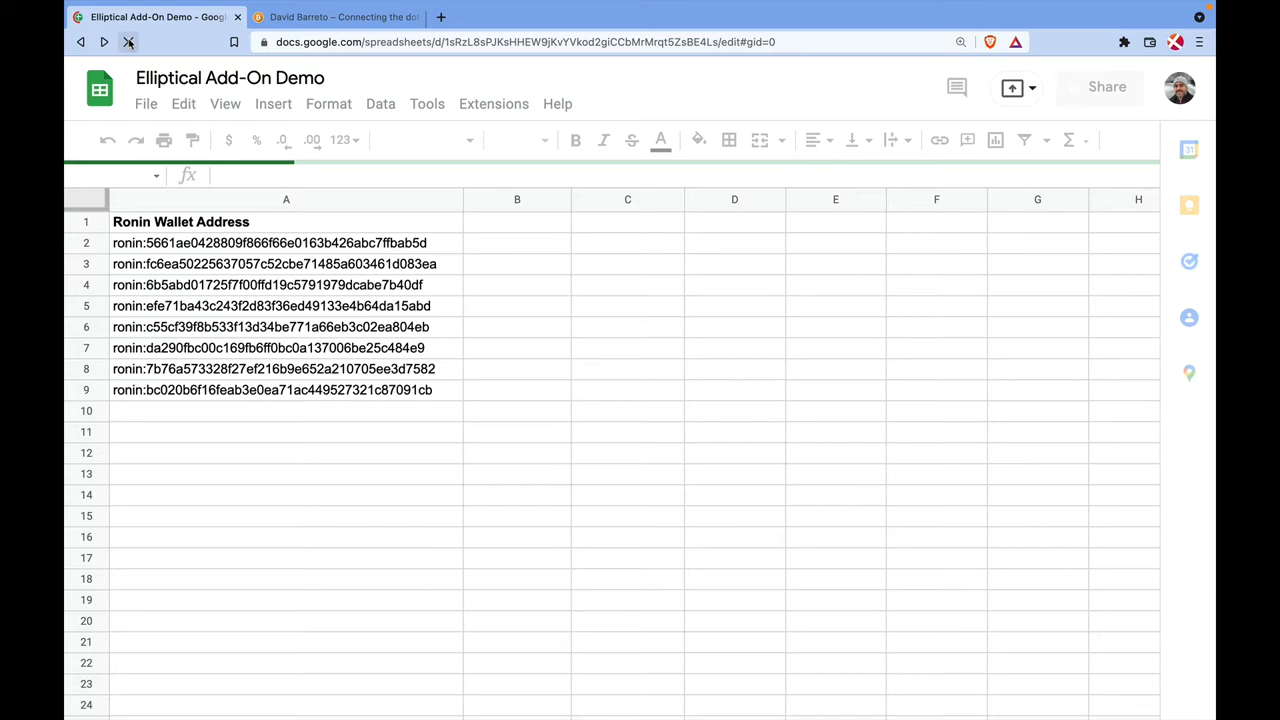 Elliptical Add-On Demo - Googl
David Barreto – Connecting the do
docs.google.com/spreadsheets/d/1sRzL8sPJKsHHEW9jKvYVkod2giCCbMrMrqt5ZsBE4Ls/edit#gid=0
Elliptical Add-On Demo
File Edit View Insert Format Data Tools Extensions Help
Share
$ % .0 .00 123
B I S A Σ
31
fx
A B C D E F G H
1 Ronin Wallet Address
2 ronin:5661ae0428809f866f66e0163b426abc7ffbab5d
3 ronin:fc6ea50225637057c52cbe71485a603461d083ea
4 ronin:6b5abd01725f7f00ffd19c5791979dcabe7b40df
5 ronin:efe71ba43c243f2d83f36ed49133e4b64da15abd
6 ronin:c55cf39f8b533f13d34be771a66eb3c02ea804eb
7 ronin:da290fbc00c169fb6ff0bc0a137006be25c484e9
8 ronin:7b76a573328f27ef216b9e652a210705ee3d7582
9 ronin:bc020b6f16feab3e0ea71ac449527321c87091cb
10
11
12
13
14
15
16
17
18
19
20
21
22
23
24